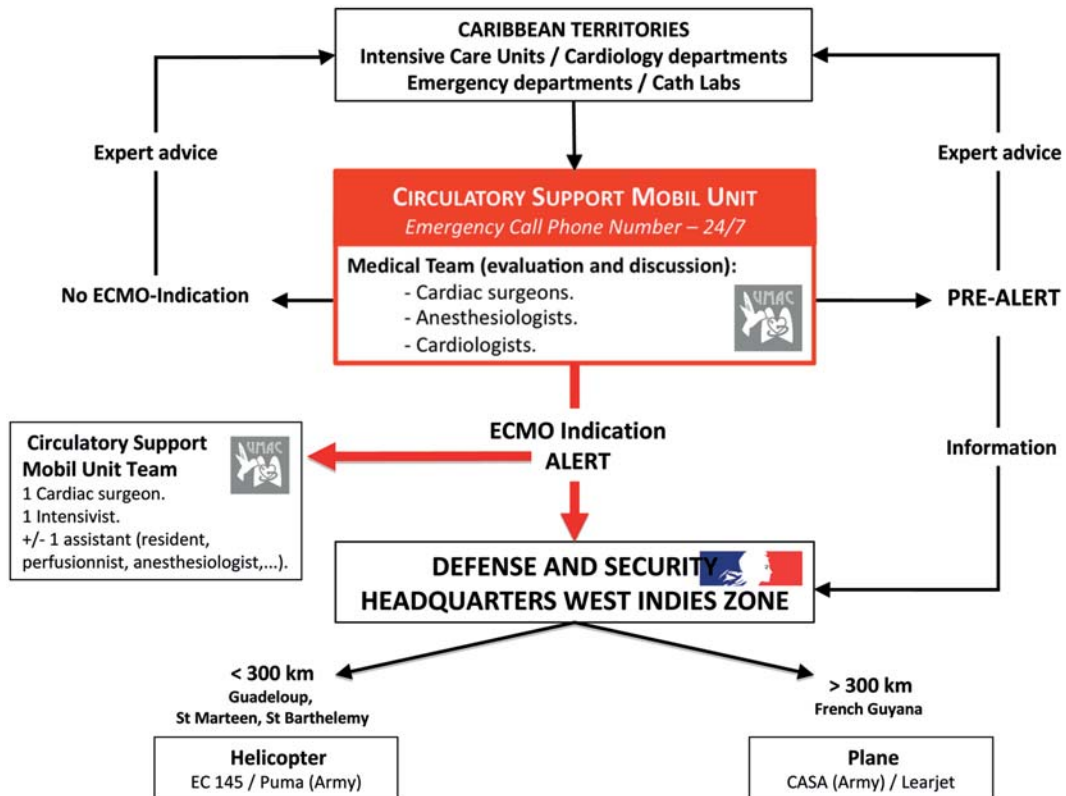 CARIBBEAN TERRITORIES
Intensive Care Units / Cardiology departments
Emergency departments / Cath Labs
Expert advice
Expert advice
CIRCULATORY SUPPORT MOBIL UNIT
Emergency Call Phone Number – 24/7
Medical Team (evaluation and discussion):
- Cardiac surgeons.
- Anesthesiologists.
- Cardiologists.
UMAC
No ECMO-Indication
PRE-ALERT
ECMO Indication
ALERT
Circulatory Support
Mobil Unit Team
1 Cardiac surgeon.
1 Intensivist.
+/- 1 assistant (resident,
perfusionnist, anesthesiologist,...).
UMAC
Information
DEFENSE AND SECURITY
HEADQUARTERS WEST INDIES ZONE
< 300 km
Guadeloup,
St Marteen, St Barthelemy
Helicopter
EC 145 / Puma (Army)
> 300 km
French Guyana
Plane
CASA (Army) / Learjet